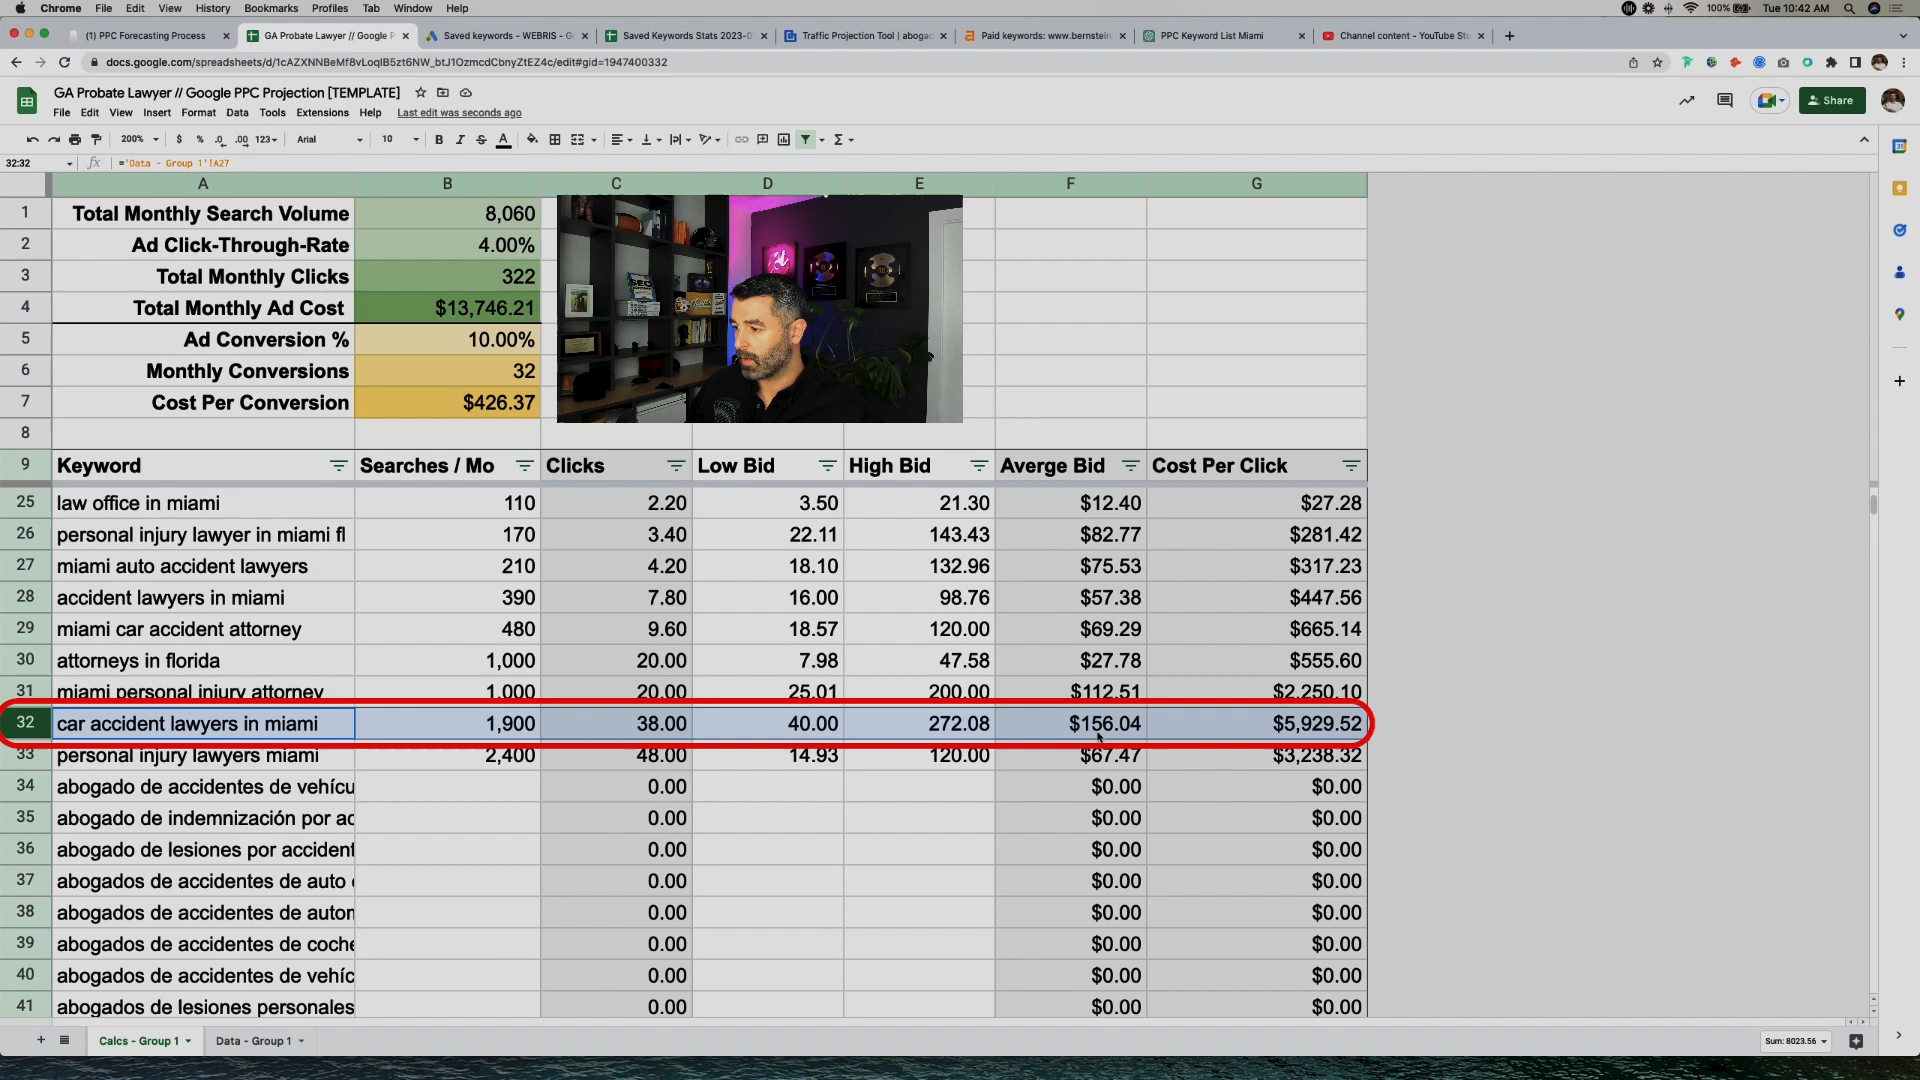 Chrome File Edit View History Bookmarks Profiles Tab Window Help 100% Tue 10:42 AM
(1) PPC Forecasting Process GA Probate Lawyer // Google P Saved keywords - WEBRIS - G Saved Keywords Stats 2023-0 Traffic Projection Tool | abogad Paid keywords: www.bernstein PPC Keyword List Miami Channel content - YouTube Stu
docs.google.com/spreadsheets/d/1cAZXNNBeMf8vLoqIB5zt6NW_btJ1OzmcdCbnyZtEZ4c/edit#gid=1947400332
GA Probate Lawyer // Google PPC Projection [TEMPLATE]
File Edit View Insert Format Data Tools Extensions Help Last edit was seconds ago
Share
200% $ % .0 .00 123 Arial 10 B I S A Σ
32:32 fx ='Data - Group 1'!A27
A B C D E F G
1 Total Monthly Search Volume 8,060
2 Ad Click-Through-Rate 4.00%
3 Total Monthly Clicks 322
4 Total Monthly Ad Cost $13,746.21
5 Ad Conversion % 10.00%
6 Monthly Conversions 32
7 Cost Per Conversion $426.37
8
9 Keyword Searches / Mo Clicks Low Bid High Bid Averge Bid Cost Per Click
25 law office in miami 110 2.20 3.50 21.30 $12.40 $27.28
26 personal injury lawyer in miami fl 170 3.40 22.11 143.43 $82.77 $281.42
27 miami auto accident lawyers 210 4.20 18.10 132.96 $75.53 $317.23
28 accident lawyers in miami 390 7.80 16.00 98.76 $57.38 $447.56
29 miami car accident attorney 480 9.60 18.57 120.00 $69.29 $665.14
30 attorneys in florida 1,000 20.00 7.98 47.58 $27.78 $555.60
31 miami personal injury attorney 1,000 20.00 25.01 200.00 $112.51 $2,250.10
32 car accident lawyers in miami 1,900 38.00 40.00 272.08 $156.04 $5,929.52
33 personal injury lawyers miami 2,400 48.00 14.93 120.00 $67.47 $3,238.32
34 abogado de accidentes de vehícu 0.00 $0.00 $0.00
35 abogado de indemnización por ac 0.00 $0.00 $0.00
36 abogado de lesiones por accident 0.00 $0.00 $0.00
37 abogados de accidentes de auto 0.00 $0.00 $0.00
38 abogados de accidentes de autom 0.00 $0.00 $0.00
39 abogados de accidentes de coche 0.00 $0.00 $0.00
40 abogados de accidentes de vehíc 0.00 $0.00 $0.00
41 abogados de lesiones personales 0.00 $0.00 $0.00
Calcs - Group 1 Data - Group 1 Sum: 8023.56